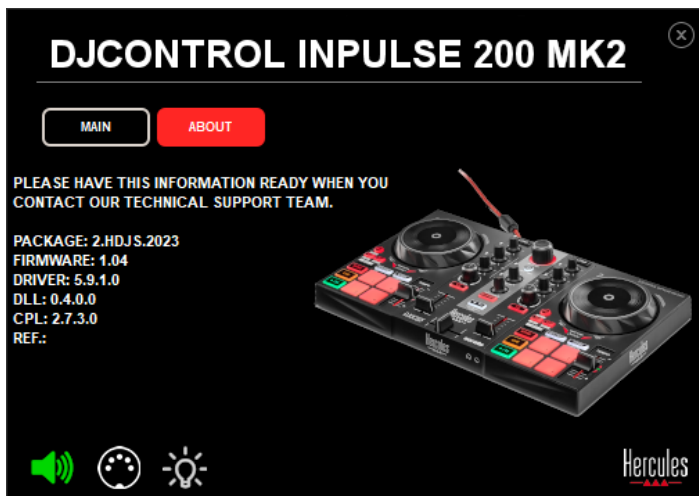 DJCONTROL INPULSE 200 MK2
MAIN
ABOUT
PLEASE HAVE THIS INFORMATION READY WHEN YOU
CONTACT OUR TECHNICAL SUPPORT TEAM.
PACKAGE: 2.HDJS.2023
FIRMWARE: 1.04
DRIVER: 5.9.1.0
DLL: 0.4.0.0
CPL: 2.7.3.0
REF.:
Hercules
Hercules
Hercules